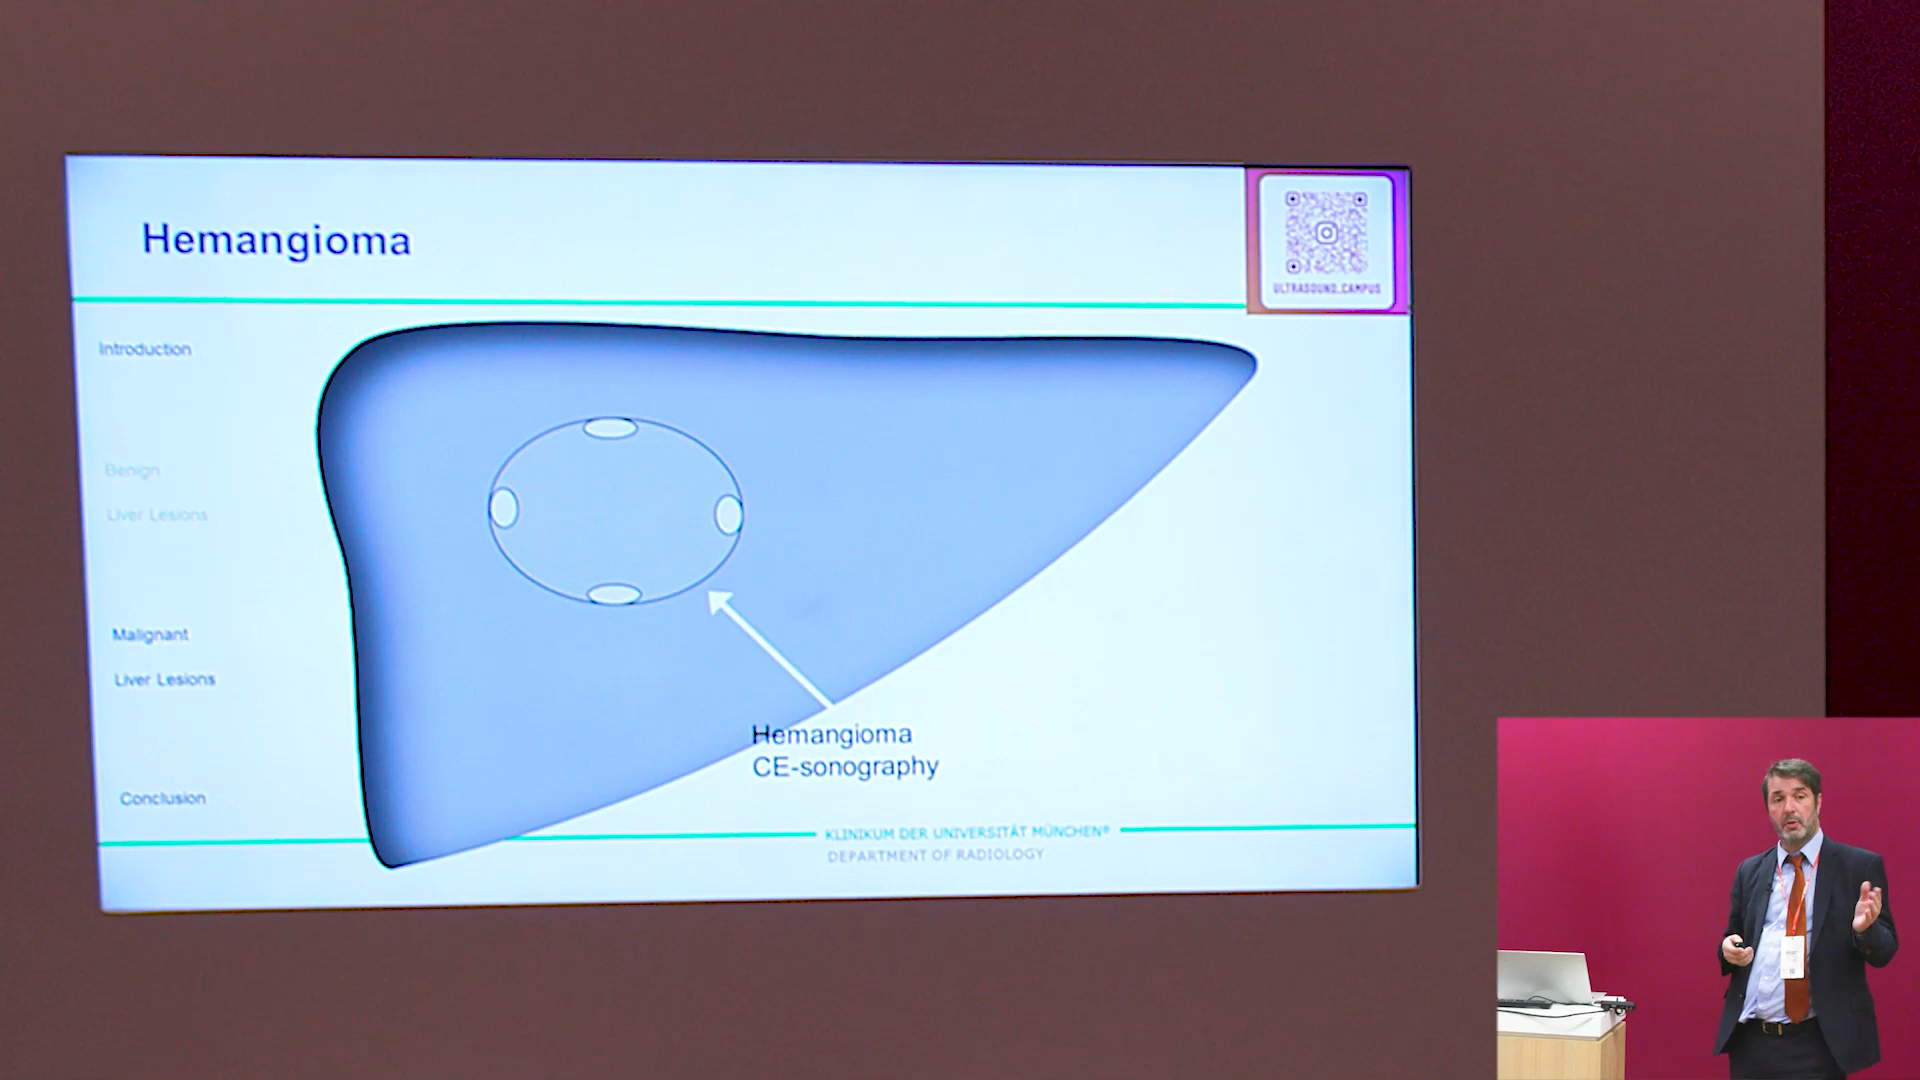 Hemangioma
ULTRASOUND_CAMPUS
Introduction
Benign
Liver Lesions
Malignant
Liver Lesions
Conclusion
Hemangioma
CE-sonography
KLINIKUM DER UNIVERSITÄT MÜNCHEN®
DEPARTMENT OF RADIOLOGY